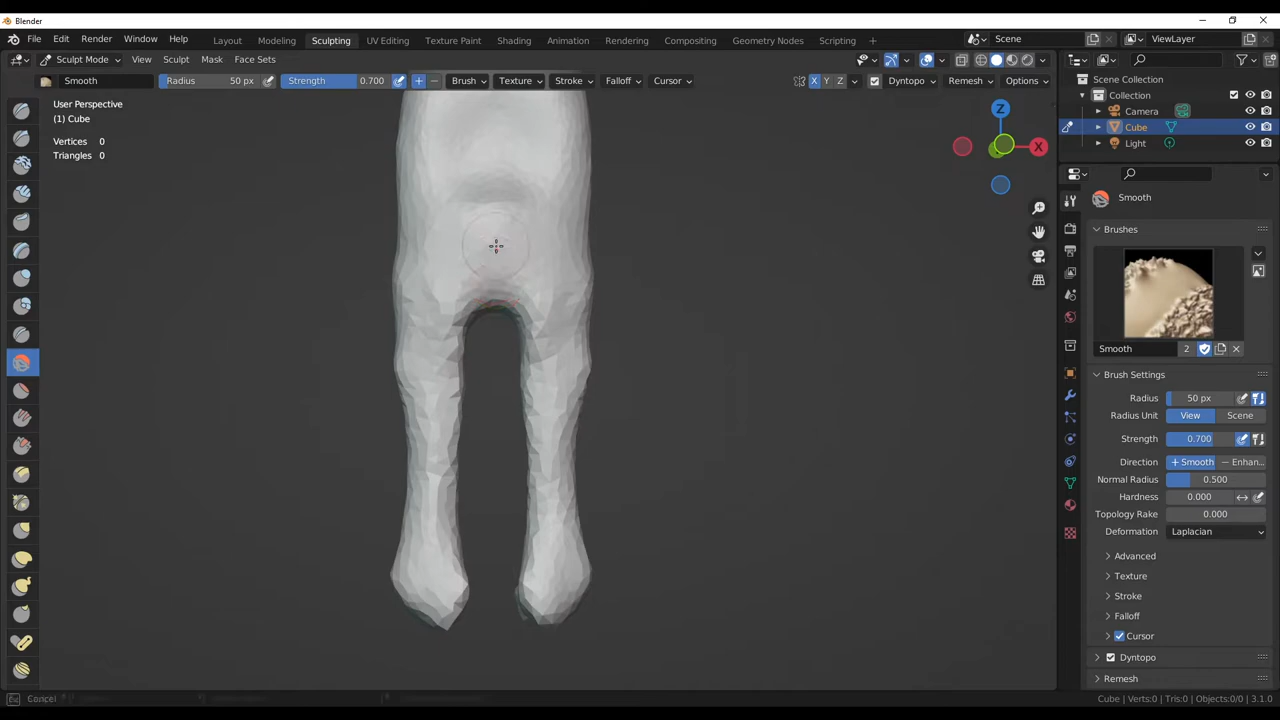 Blender
File Edit Render Window Help Layout Modeling Sculpting UV Editing Texture Paint Shading Animation Rendering Compositing Geometry Nodes Scripting Scene ViewLayer
Sculpt Mode View Sculpt Mask Face Sets Options
Smooth Radius 50 px Strength 0.700 + − Brush Texture Stroke Falloff Cursor X Y Z Dyntopo Remesh Options
User Perspective
(1) Cube
Vertices 0
Triangles 0
Z
X
Scene Collection
Collection
Camera
Cube
Light
Smooth
Brushes
Smooth 2
Brush Settings
Radius 50 px
Radius Unit View Scene
Strength 0.700
Direction + Smooth − Enhan...
Normal Radius 0.500
Hardness 0.000
Topology Rake 0.000
Deformation Laplacian
Advanced
Texture
Stroke
Falloff
Cursor
Dyntopo
Remesh
Esc Cancel
Cube | Verts:0 | Tris:0 | Objects:0/0 | 3.1.0